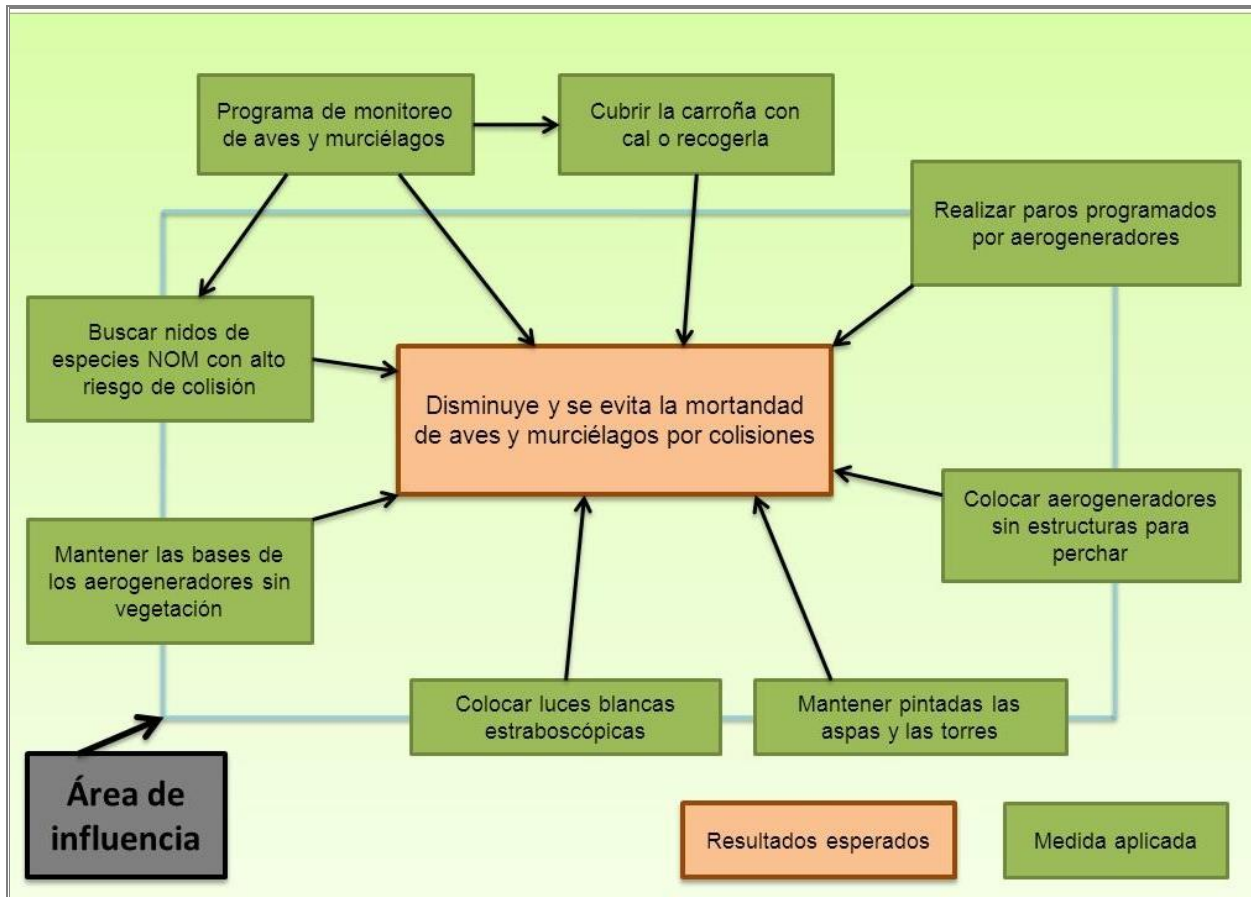 Programa de monitoreo
de aves y murciélagos
Cubrir la carroña con
cal o recogerla
Realizar paros programados
por aerogeneradores
Buscar nidos de
especies NOM con alto
riesgo de colisión
Disminuye y se evita la mortandad
de aves y murciélagos por colisiones
Mantener las bases de
los aerogeneradores sin
vegetación
Colocar aerogeneradores
sin estructuras para
perchar
Colocar luces blancas
estraboscópicas
Mantener pintadas las
aspas y las torres
Área de
influencia
Resultados esperados
Medida aplicada